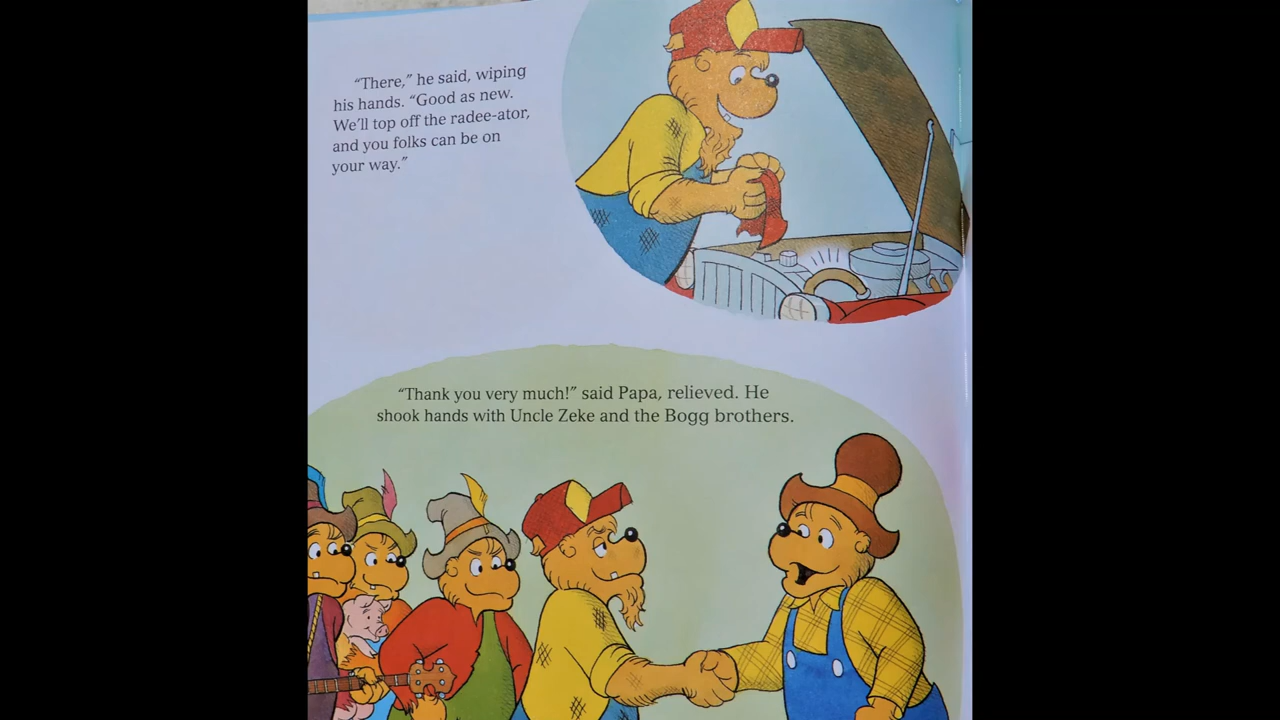 “There,” he said, wiping
his hands. “Good as new.
We’ll top off the radee-ator,
and you folks can be on
your way.”
“Thank you very much!” said Papa, relieved. He
shook hands with Uncle Zeke and the Bogg brothers.